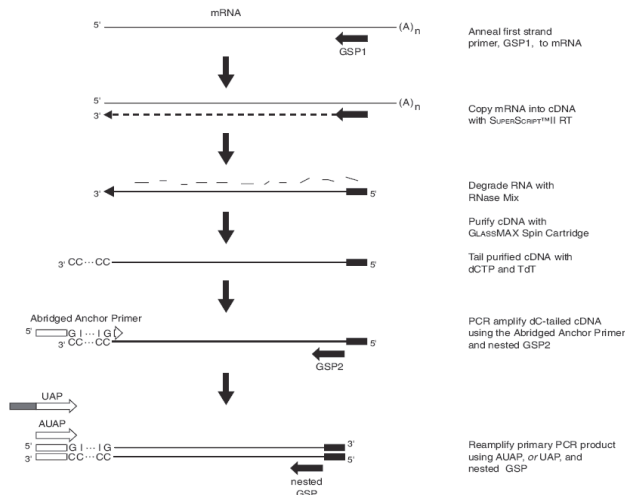 mRNA
5' (A)n
GSP1
Anneal first strand
primer, GSP1, to mRNA
5' (A)n
3'
Copy mRNA into cDNA
with SUPERSCRIPT™II RT
3' 5'
Degrade RNA with
RNase Mix
Purify cDNA with
GLASSMAX Spin Cartridge
3' CC···CC 5'
Tail purified cDNA with
dCTP and TdT
Abridged Anchor Primer
5' G I ··· I G
3' CC···CC 5'
GSP2
PCR amplify dC-tailed cDNA
using the Abridged Anchor Primer
and nested GSP2
UAP
AUAP
5' G I ··· I G 3'
3' CC···CC 5'
nested
GSP
Reamplify primary PCR product
using AUAP, or UAP, and
nested GSP